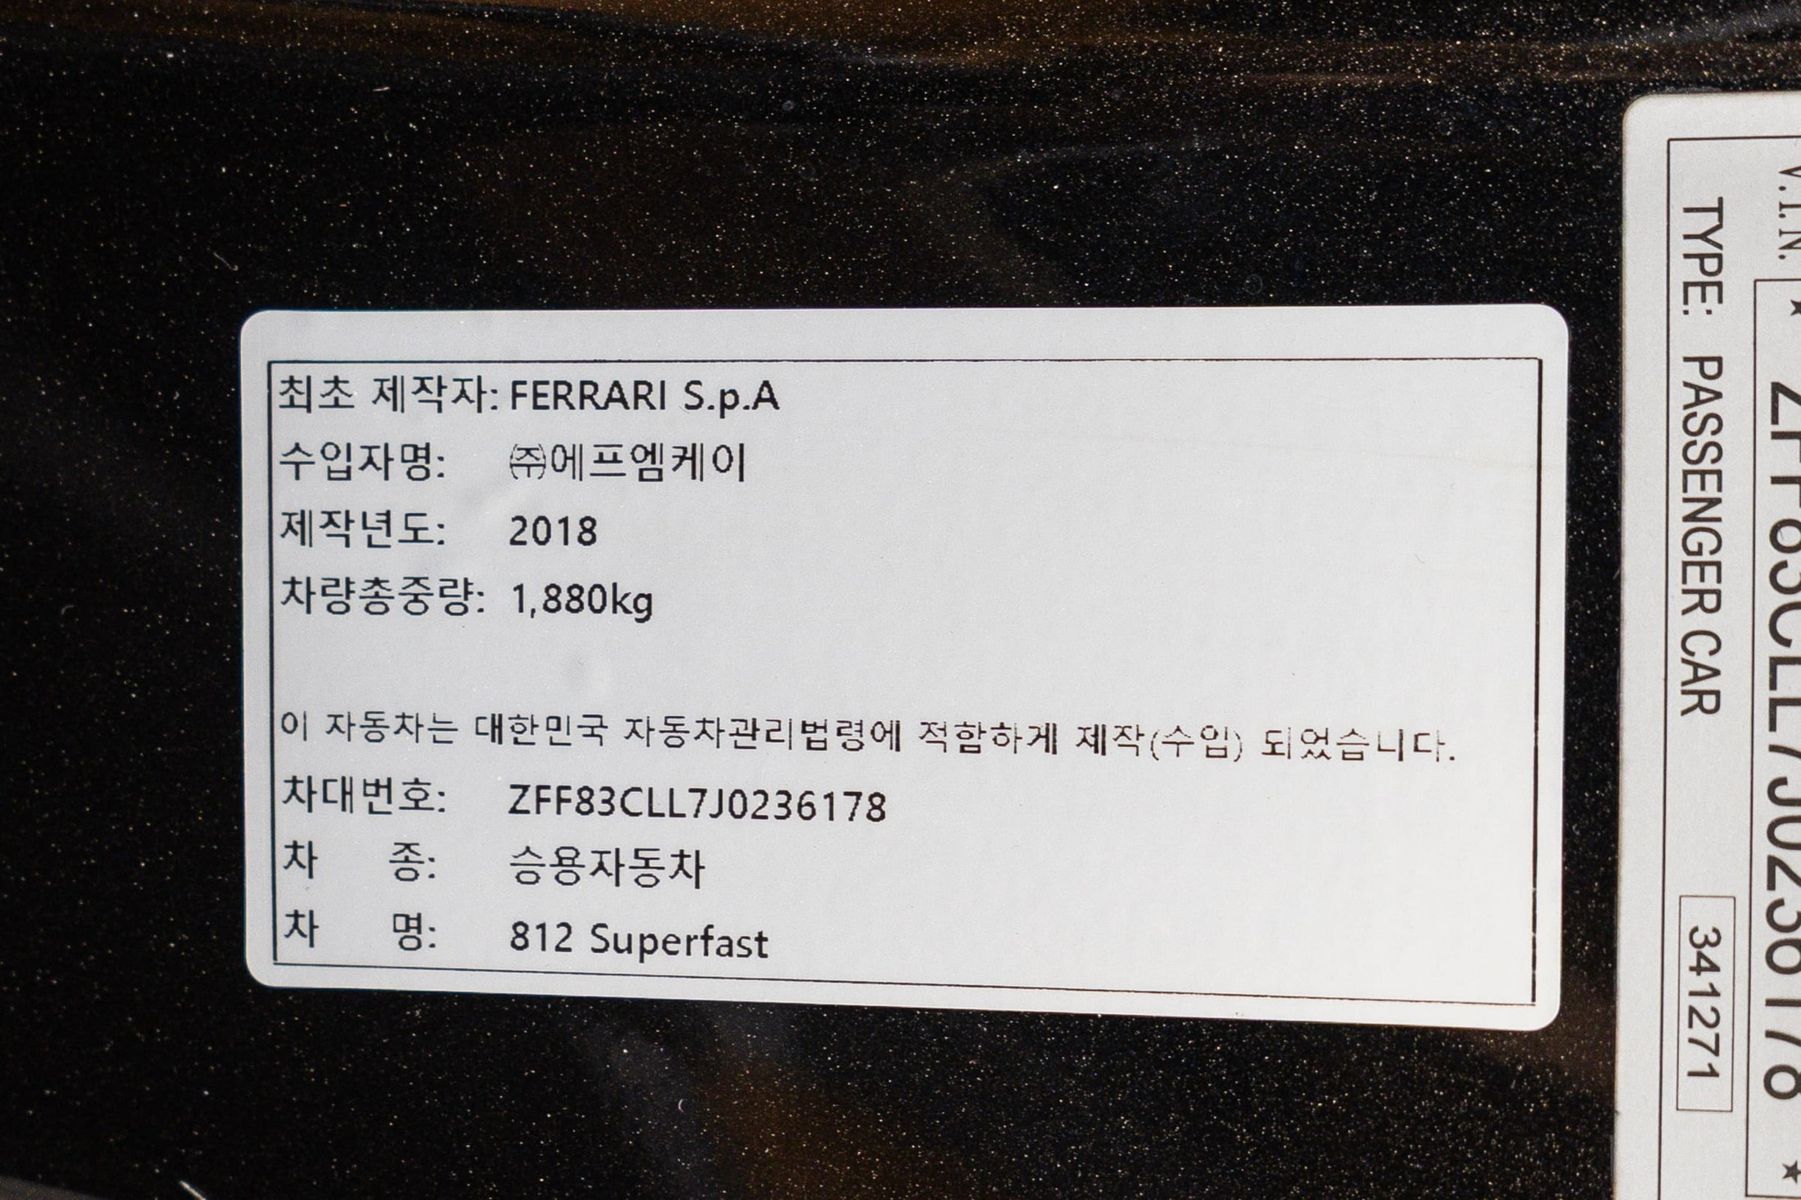 최초 제작자: FERRARI S.p.A
수입자명: ㈜에프엠케이
제작년도: 2018
차량총중량: 1,880kg
이 자동차는 대한민국 자동차관리법령에 적합하게 제작(수입) 되었습니다.
차대번호: ZFF83CLL7J0236178
차 종: 승용자동차
차 명: 812 Superfast
V.I.N.
★ ZFF83CLL7J0236178 ★
TYPE: PASSENGER CAR
341271